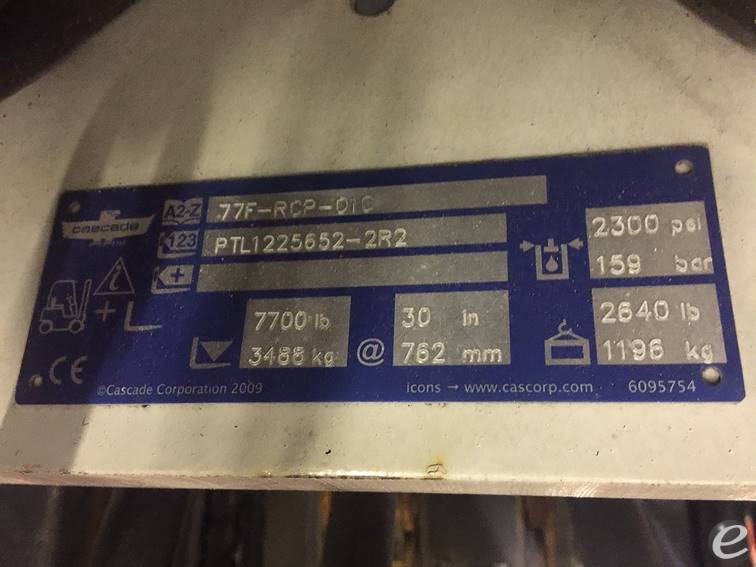 cascade
A2-Z 77F-RCP-01C
123 PTL1225652-2R2
7700 lb
3488 kg
@
30 in
762 mm
2300 psi
159 bar
2640 lb
1196 kg
CE
©Cascade Corporation 2009
icons → www.cascorp.com
6095754
e